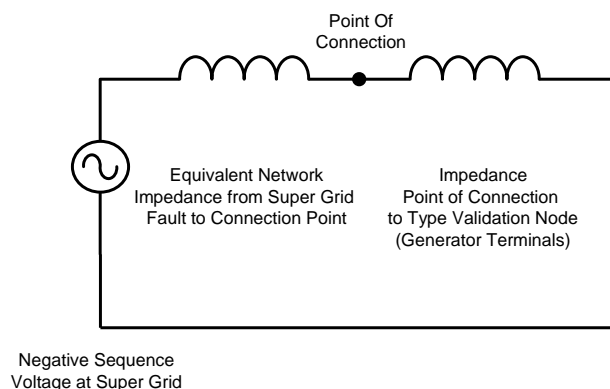 Point Of
Connection
Equivalent Network
Impedance from Super Grid
Fault to Connection Point
Impedance
Point of Connection
to Type Validation Node
(Generator Terminals)
Negative Sequence
Voltage at Super Grid